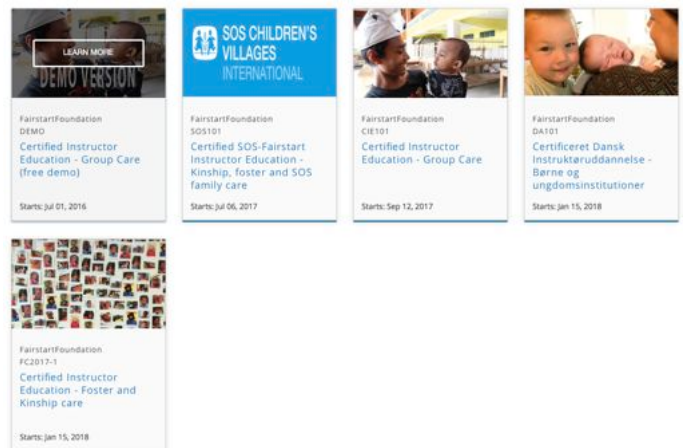 LEARN MORE
DEMO VERSION
FairstartFoundation
DEMO
Certified Instructor
Education - Group Care
(free demo)
Starts: Jul 01, 2016
SOS CHILDREN'S
VILLAGES
INTERNATIONAL
FairstartFoundation
SOS101
Certified SOS-Fairstart
Instructor Education -
Kinship, foster and SOS
family care
Starts: Jul 06, 2017
FairstartFoundation
CIE101
Certified Instructor
Education - Group Care
Starts: Sep 12, 2017
FairstartFoundation
DA101
Certificeret Dansk
Instruktøruddannelse -
Børne og
ungdomsinstitutioner
Starts: Jan 15, 2018
FairstartFoundation
FC2017-1
Certified Instructor
Education - Foster and
Kinship care
Starts: Jan 15, 2018